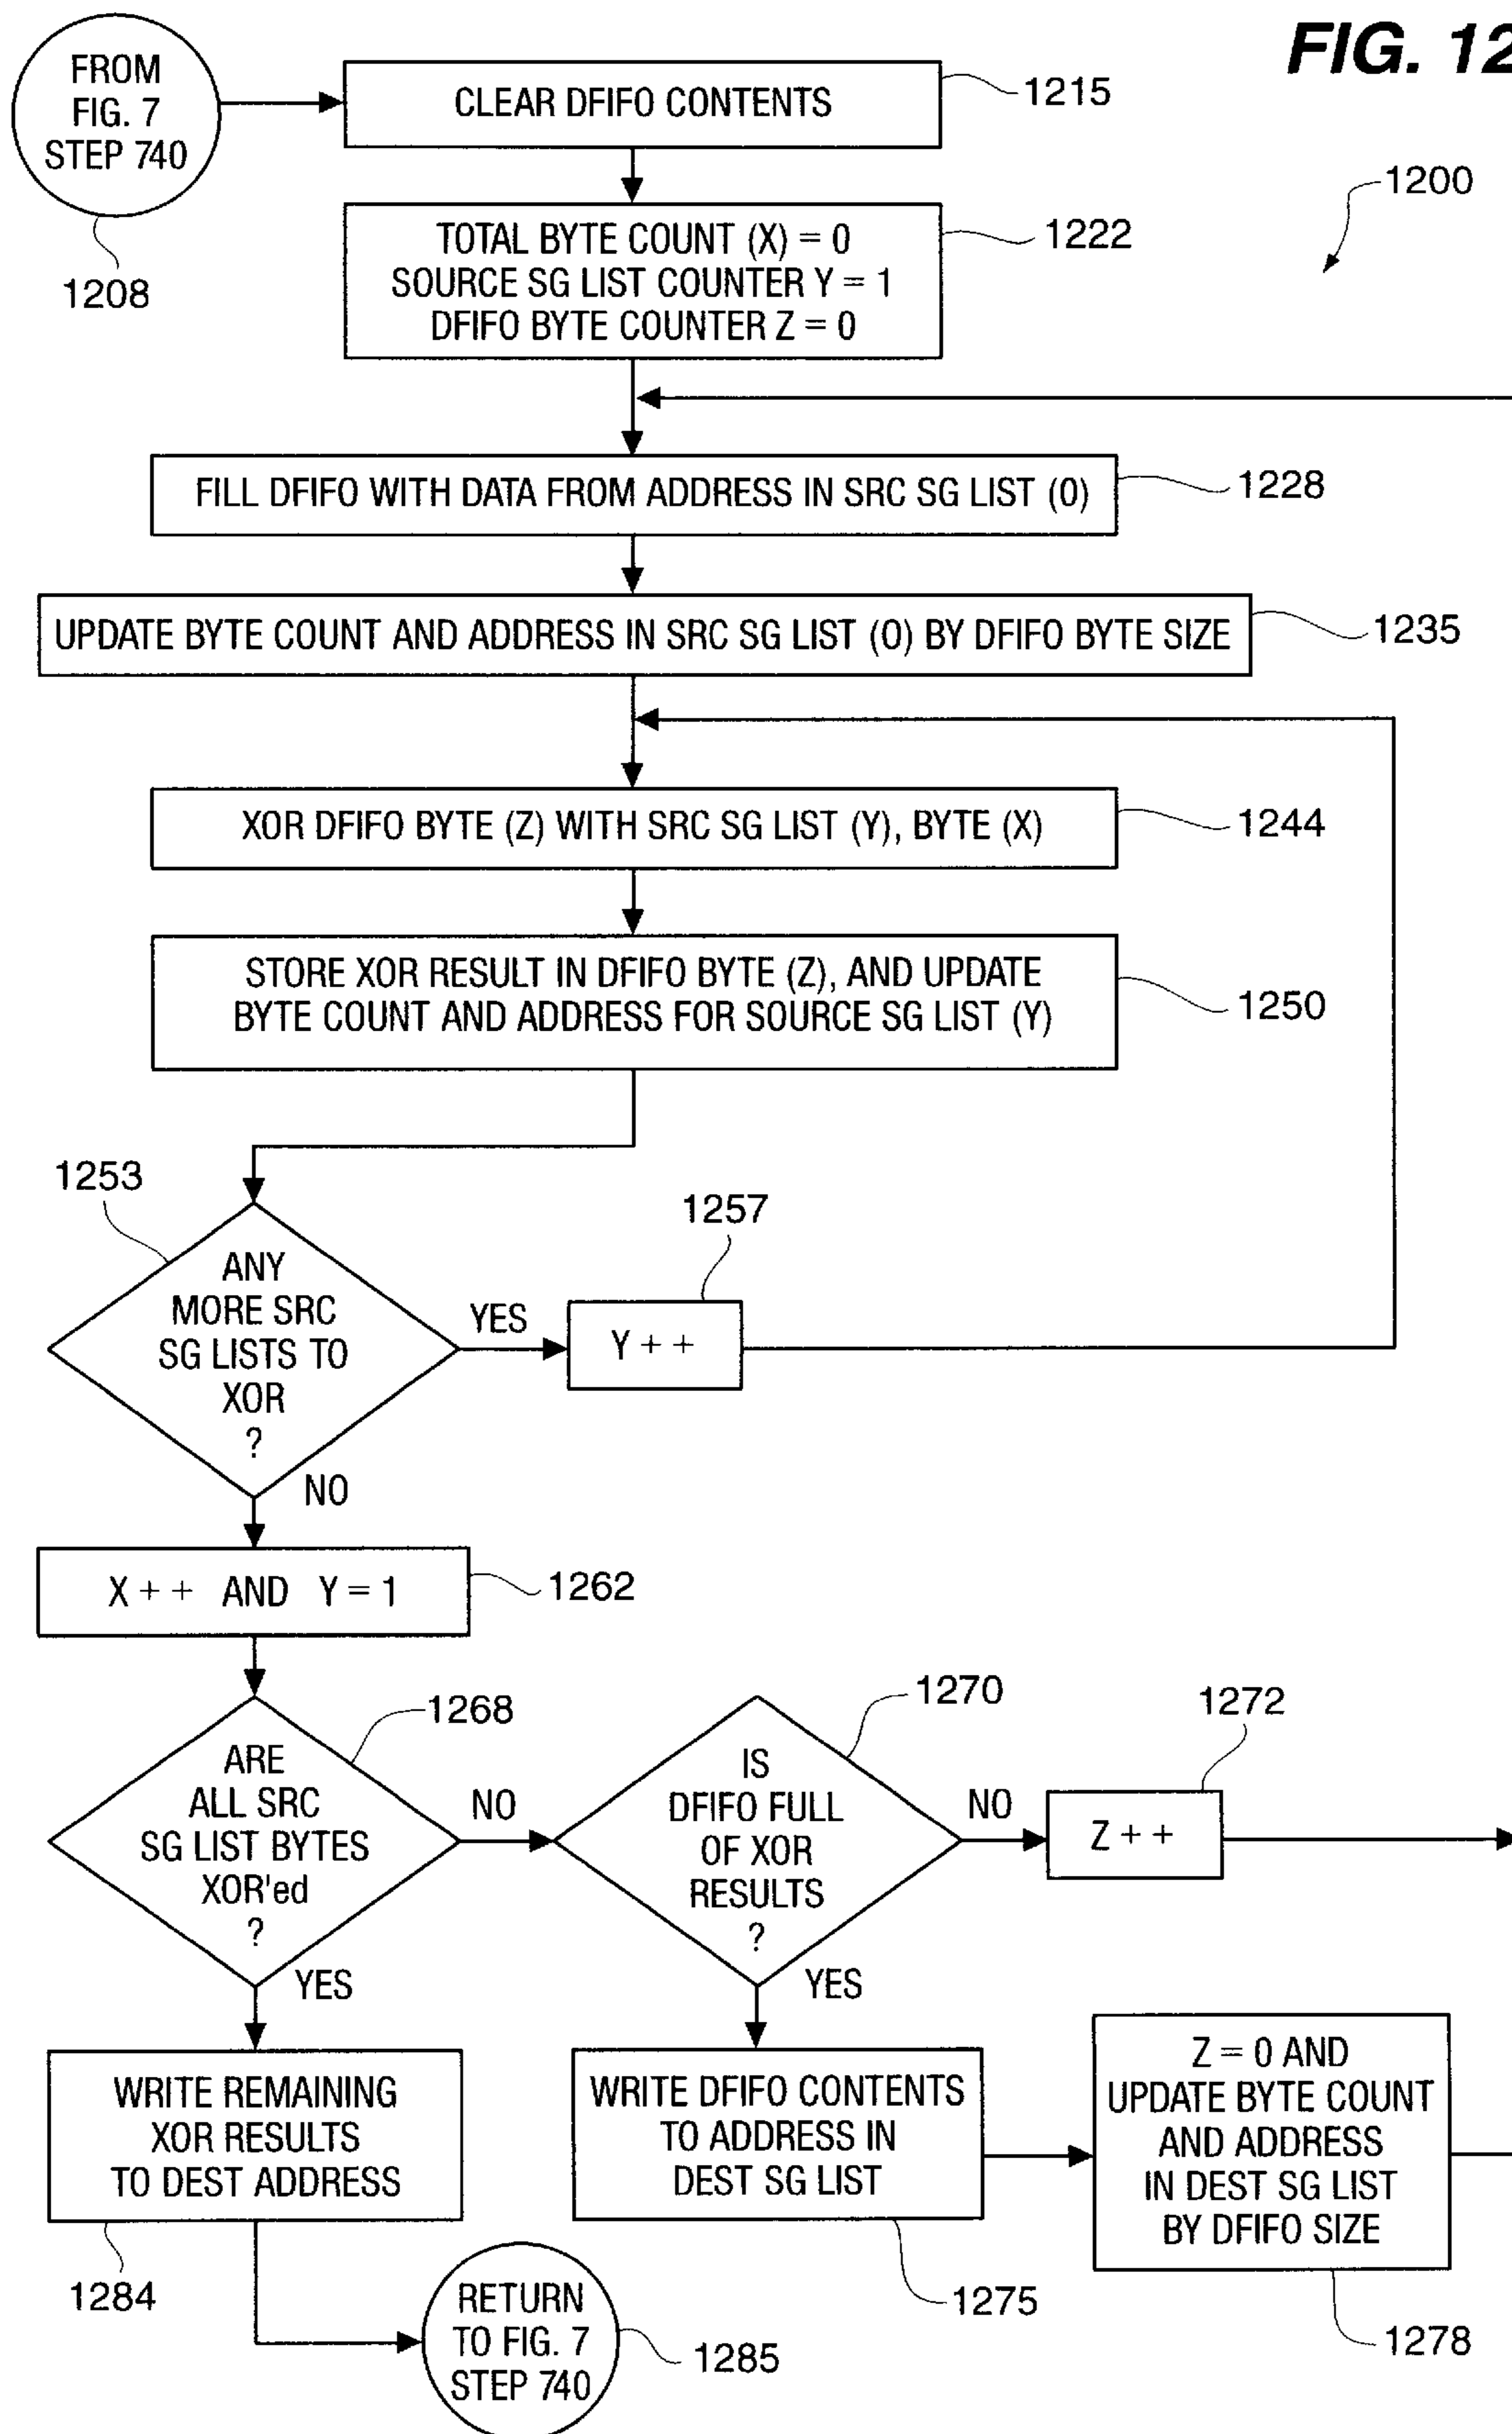 FIG. 12
FROM
FIG. 7
STEP 740
1208
CLEAR DFIFO CONTENTS
1215
1200
TOTAL BYTE COUNT (X) = 0
SOURCE SG LIST COUNTER Y = 1
DFIFO BYTE COUNTER Z = 0
1222
FILL DFIFO WITH DATA FROM ADDRESS IN SRC SG LIST (0)
1228
UPDATE BYTE COUNT AND ADDRESS IN SRC SG LIST (0) BY DFIFO BYTE SIZE
1235
XOR DFIFO BYTE (Z) WITH SRC SG LIST (Y), BYTE (X)
1244
STORE XOR RESULT IN DFIFO BYTE (Z), AND UPDATE
BYTE COUNT AND ADDRESS FOR SOURCE SG LIST (Y)
1250
1253
ANY
MORE SRC
SG LISTS TO
XOR
?
YES
1257
Y + +
NO
X + + AND Y = 1
1262
ARE
ALL SRC
SG LIST BYTES
XOR'ed
?
1268
NO
YES
IS
DFIFO FULL
OF XOR
RESULTS
?
1270
NO
YES
1272
Z + +
WRITE REMAINING
XOR RESULTS
TO DEST ADDRESS
1284
WRITE DFIFO CONTENTS
TO ADDRESS IN
DEST SG LIST
1275
Z = 0 AND
UPDATE BYTE COUNT
AND ADDRESS
IN DEST SG LIST
BY DFIFO SIZE
1278
RETURN
TO FIG. 7
STEP 740
1285